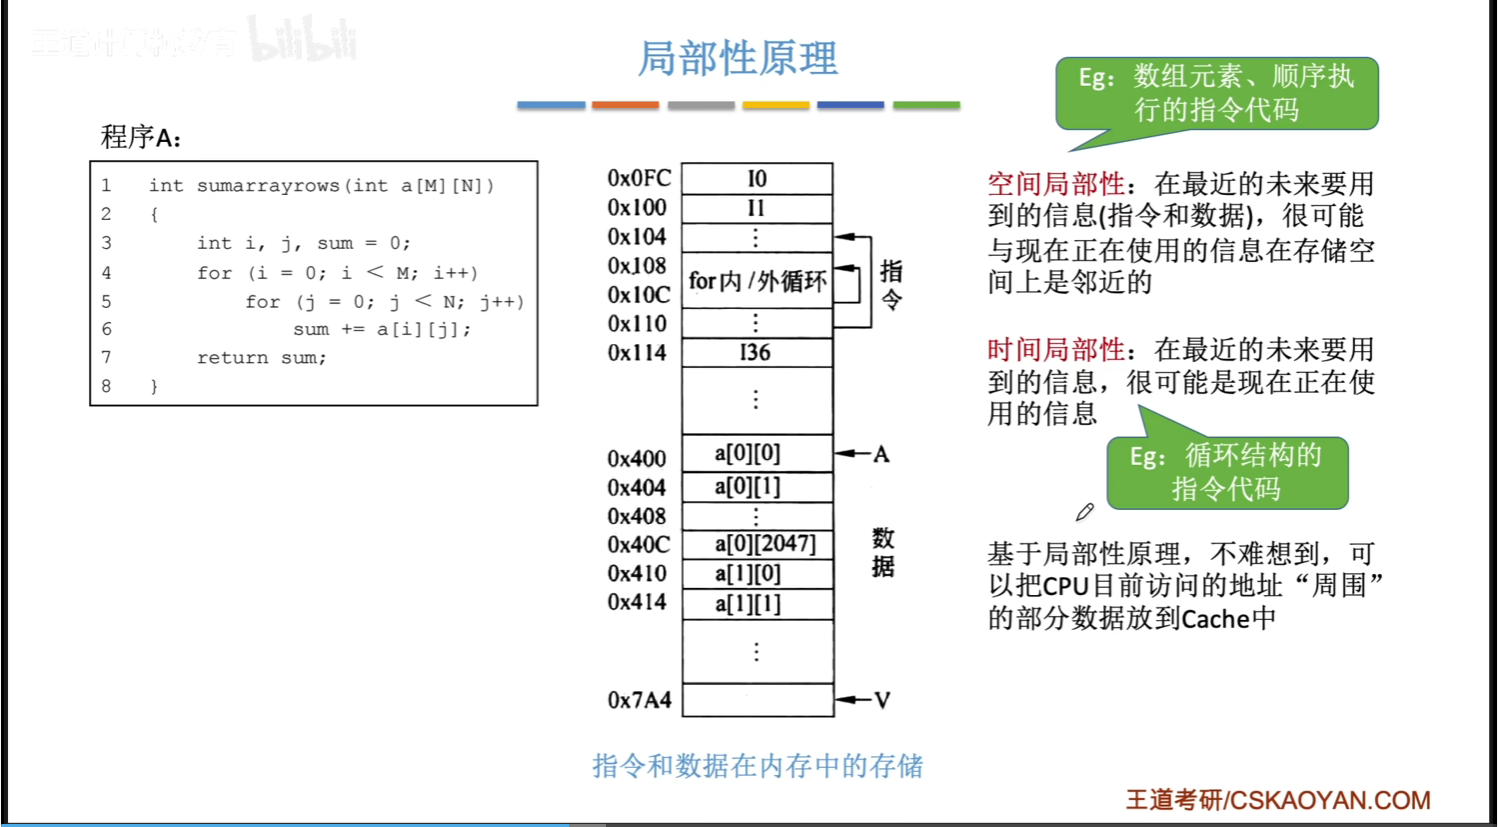 bilibili
局部性原理
Eg：数组元素、顺序执
行的指令代码
程序A：
1 int sumarrayrows(int a[M][N])
2 {
3 int i, j, sum = 0;
4 for (i = 0; i < M; i++)
5 for (j = 0; j < N; j++)
6 sum += a[i][j];
7 return sum;
8 }
0x0FC I0
0x100 I1
0x104 ⋮
0x108
for内/外循环
0x10C
0x110 ⋮
0x114 I36
⋮
指
令
0x400 a[0][0] A
0x404 a[0][1]
0x408 ⋮
0x40C a[0][2047]
0x410 a[1][0]
0x414 a[1][1]
⋮
0x7A4 V
数
据
指令和数据在内存中的存储
空间局部性：在最近的未来要用
到的信息(指令和数据)，很可能
与现在正在使用的信息在存储空
间上是邻近的
时间局部性：在最近的未来要用
到的信息，很可能是现在正在使
用的信息
Eg：循环结构的
指令代码
基于局部性原理，不难想到，可
以把CPU目前访问的地址“周围”
的部分数据放到Cache中
王道考研/CSKAOYAN.COM